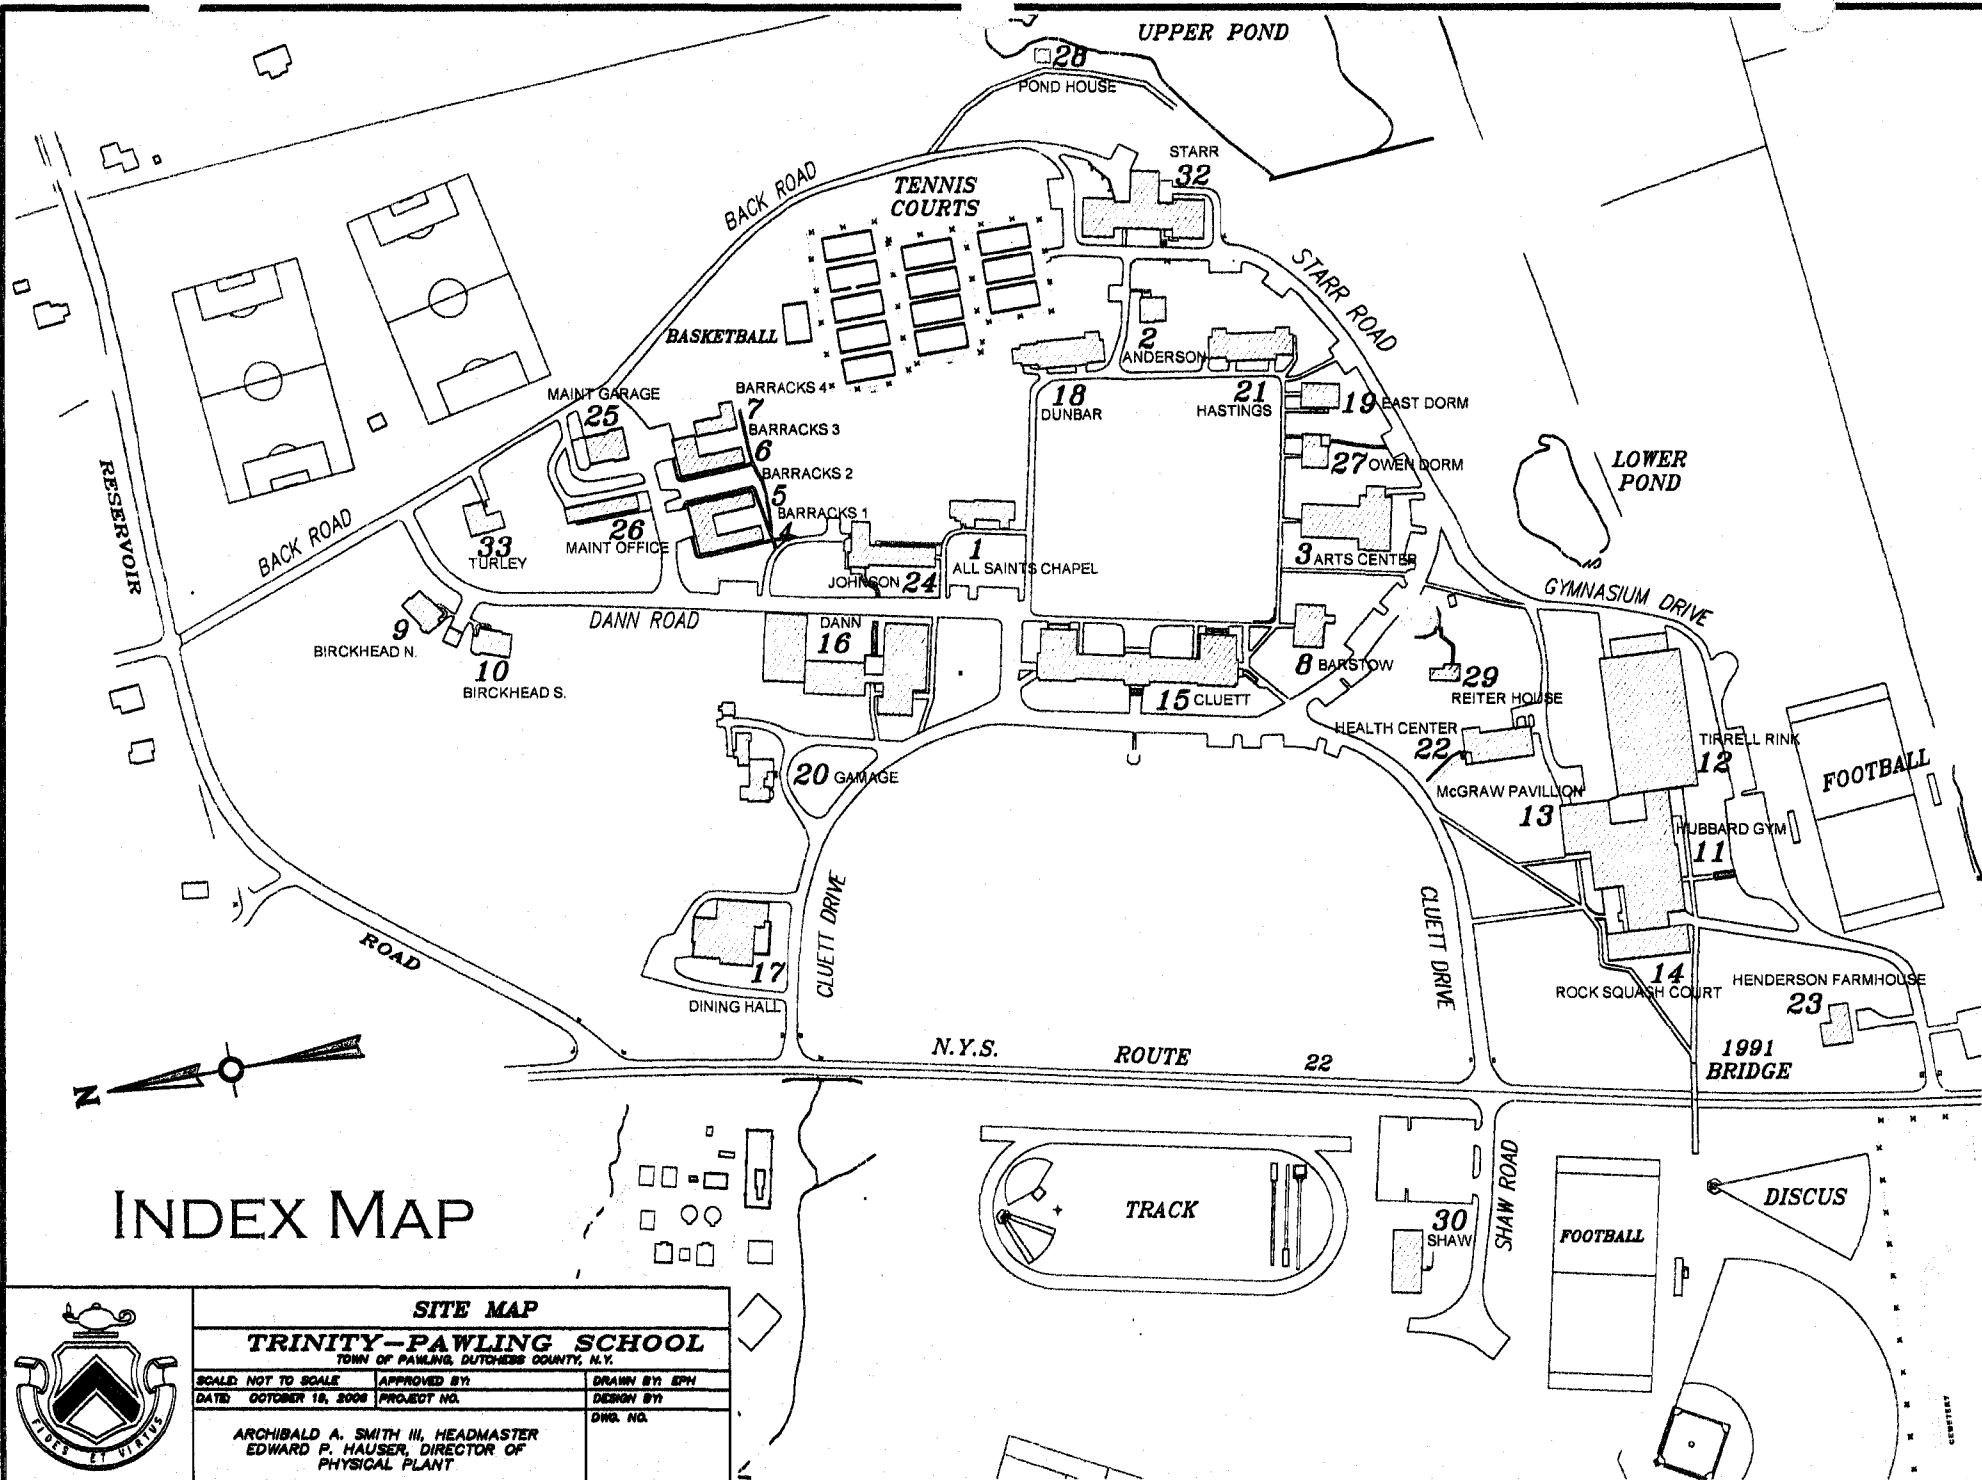 UPPER POND
28
POND HOUSE
STARR
32
BACK ROAD
TENNIS
COURTS
STARR ROAD
BASKETBALL
2
ANDERSON
18
DUNBAR
21
HASTINGS
19 EAST DORM
27 OWEN DORM
LOWER
POND
MAINT GARAGE
25
BARRACKS 4
7
BARRACKS 3
6
BARRACKS 2
5
BARRACKS 1
4
RESERVOIR
BACK ROAD
33
TURLEY
26
MAINT OFFICE
JOHNSON 24
1
ALL SAINTS CHAPEL
3 ARTS CENTER
GYMNASIUM DRIVE
9
BIRCKHEAD N.
10
BIRCKHEAD S.
DANN ROAD
DANN
16
15 CLUETT
8 BARSTOW
29
REITER HOUSE
HEALTH CENTER
22
TIRRELL RINK
12
McGRAW PAVILLION
13
HUBBARD GYM
11
FOOTBALL
20 GAMAGE
CLUETT DRIVE
CLUETT DRIVE
ROAD
17
DINING HALL
14
ROCK SQUASH COURT
HENDERSON FARMHOUSE
23
1991
BRIDGE
N.Y.S. ROUTE 22
N
INDEX MAP
TRACK
30
SHAW
SHAW ROAD
FOOTBALL
DISCUS
CEMETERY
SITE MAP
TRINITY-PAWLING SCHOOL
TOWN OF PAWLING, DUTCHESS COUNTY, N.Y.
SCALE: NOT TO SCALE APPROVED BY: DRAWN BY: EPH
DATE: OCTOBER 18, 2006 PROJECT NO. DESIGN BY:
DWG. NO.
ARCHIBALD A. SMITH III, HEADMASTER
EDWARD P. HAUSER, DIRECTOR OF
PHYSICAL PLANT
FIDES ET VIRTUS